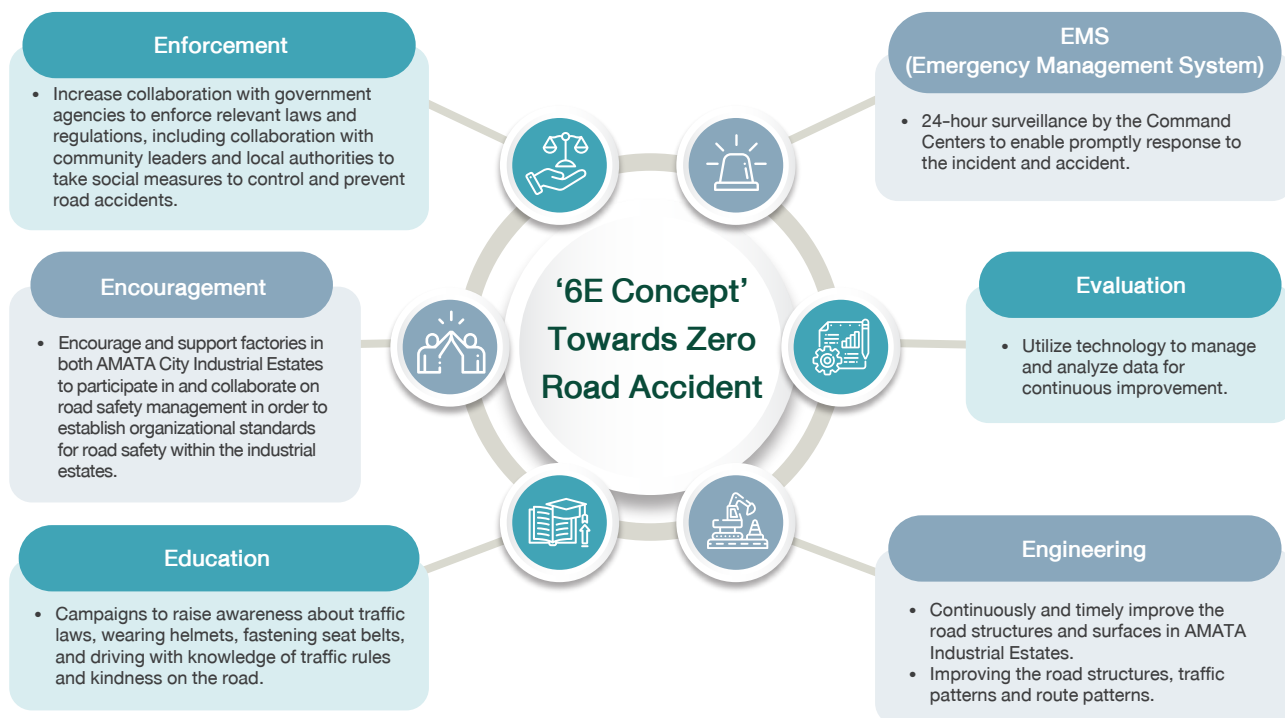 Enforcement
• Increase collaboration with government
agencies to enforce relevant laws and
regulations, including collaboration with
community leaders and local authorities to
take social measures to control and prevent
road accidents.
Encouragement
• Encourage and support factories in
both AMATA City Industrial Estates
to participate in and collaborate on
road safety management in order to
establish organizational standards
for road safety within the industrial
estates.
Education
• Campaigns to raise awareness about traffic
laws, wearing helmets, fastening seat belts,
and driving with knowledge of traffic rules
and kindness on the road.
‘6E Concept’
Towards Zero
Road Accident
EMS
(Emergency Management System)
• 24-hour surveillance by the Command
Centers to enable promptly response to
the incident and accident.
Evaluation
• Utilize technology to manage
and analyze data for
continuous improvement.
Engineering
• Continuously and timely improve the
road structures and surfaces in AMATA
Industrial Estates.
• Improving the road structures, traffic
patterns and route patterns.